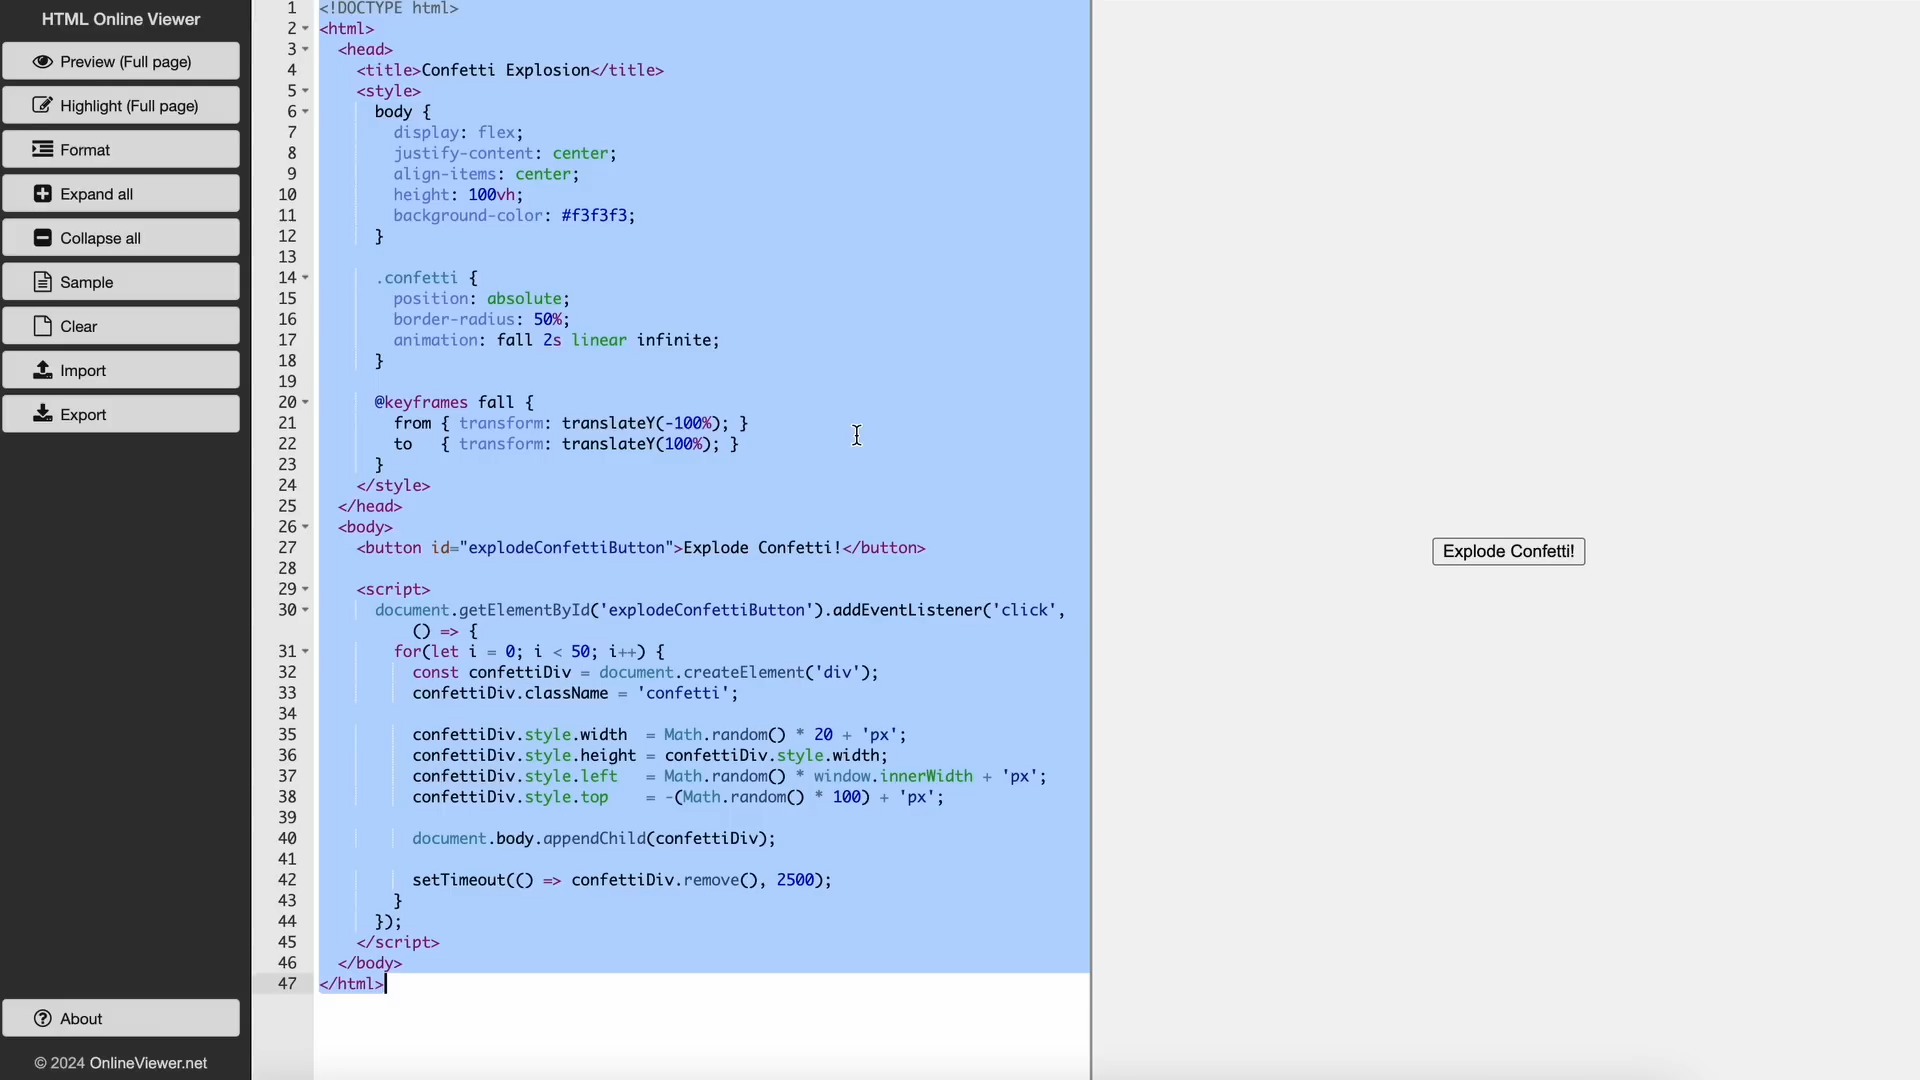 HTML Online Viewer
Preview (Full page)
Highlight (Full page)
Format
Expand all
Collapse all
Sample
Clear
Import
Export
About
© 2024 OnlineViewer.net
1 <!DOCTYPE html>
2 <html>
3 <head>
4 <title>Confetti Explosion</title>
5 <style>
6 body {
7 display: flex;
8 justify-content: center;
9 align-items: center;
10 height: 100vh;
11 background-color: #f3f3f3;
12 }
13
14 .confetti {
15 position: absolute;
16 border-radius: 50%;
17 animation: fall 2s linear infinite;
18 }
19
20 @keyframes fall {
21 from { transform: translateY(-100%); }
22 to   { transform: translateY(100%); }
23 }
24 </style>
25 </head>
26 <body>
27 <button id="explodeConfettiButton">Explode Confetti!</button>
28
29 <script>
30 document.getElementById('explodeConfettiButton').addEventListener('click',
() => {
31 for(let i = 0; i < 50; i++) {
32 const confettiDiv = document.createElement('div');
33 confettiDiv.className = 'confetti';
34
35 confettiDiv.style.width  = Math.random() * 20 + 'px';
36 confettiDiv.style.height = confettiDiv.style.width;
37 confettiDiv.style.left   = Math.random() * window.innerWidth + 'px';
38 confettiDiv.style.top    = -(Math.random() * 100) + 'px';
39
40 document.body.appendChild(confettiDiv);
41
42 setTimeout(() => confettiDiv.remove(), 2500);
43 }
44 });
45 </script>
46 </body>
47 </html>
Explode Confetti!